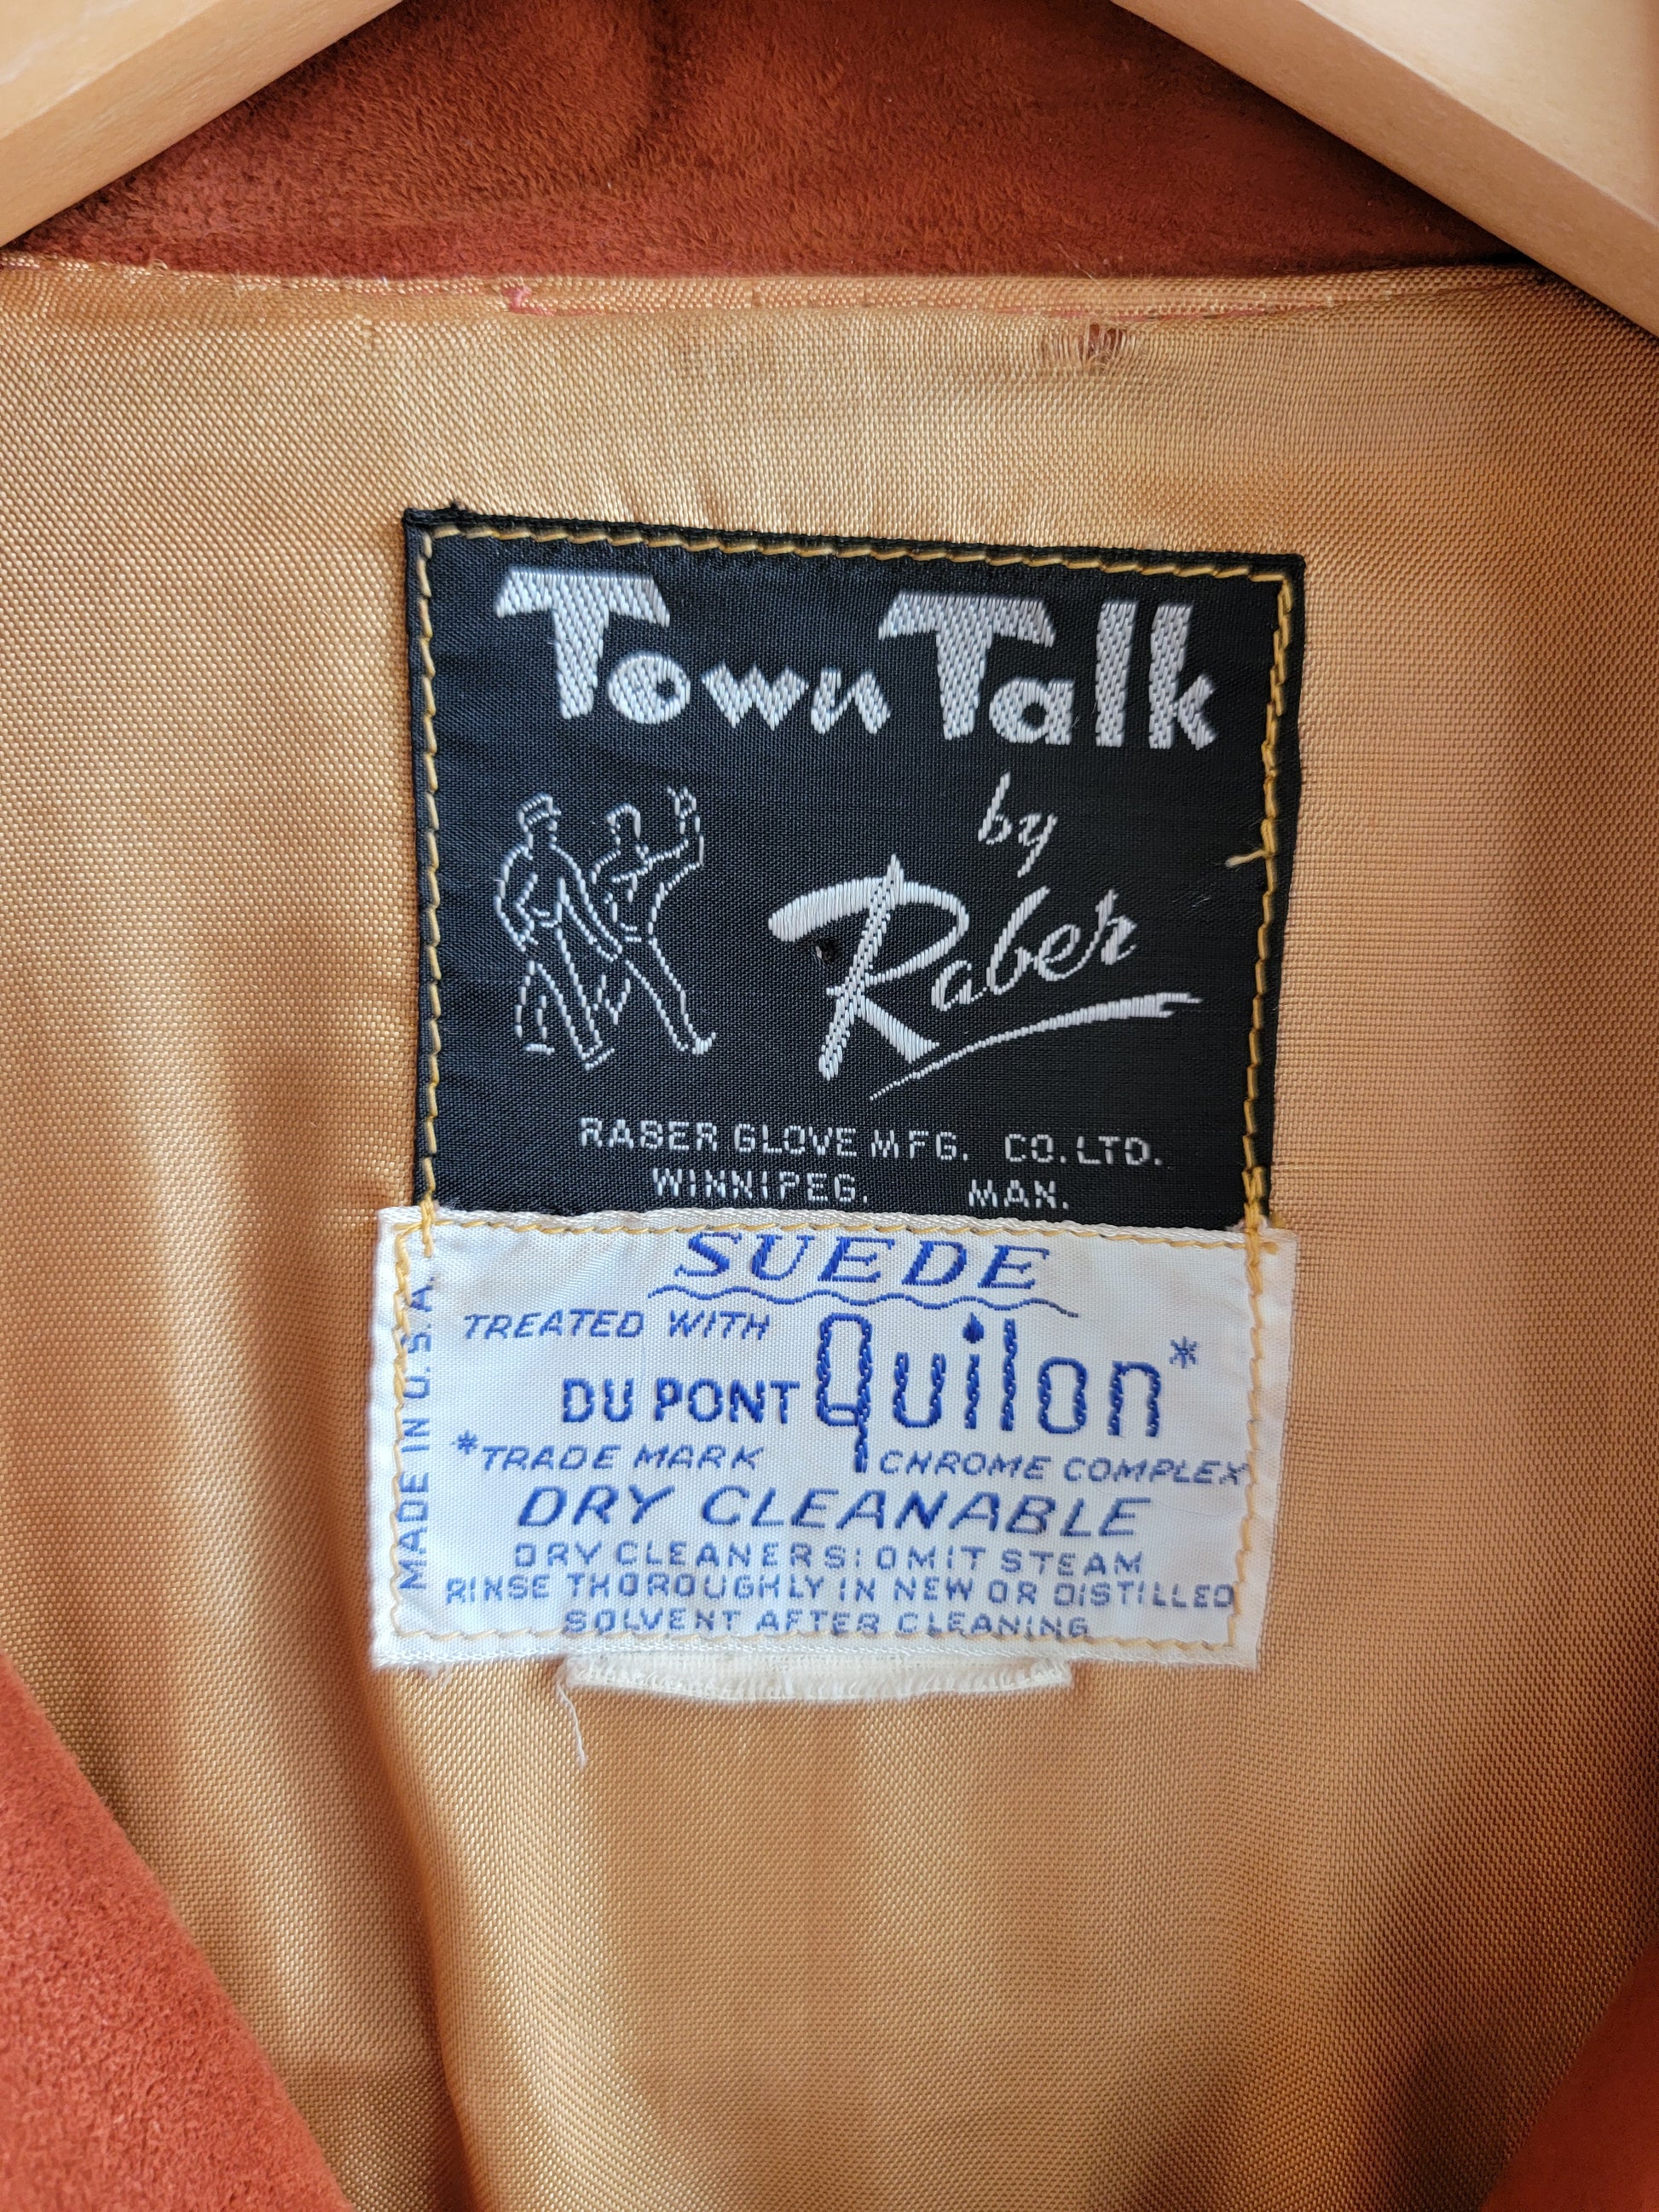 Town Talk
by
Raber
RABER GLOVE MFG. CO. LTD.
WINNIPEG. MAN.
SUEDE
TREATED WITH
DU PONT Quilon*
*TRADE MARK CHROME COMPLEX
DRY CLEANABLE
DRY CLEANERS: OMIT STEAM
RINSE THOROUGHLY IN NEW OR DISTILLED
SOLVENT AFTER CLEANING
MADE IN U.S.A.